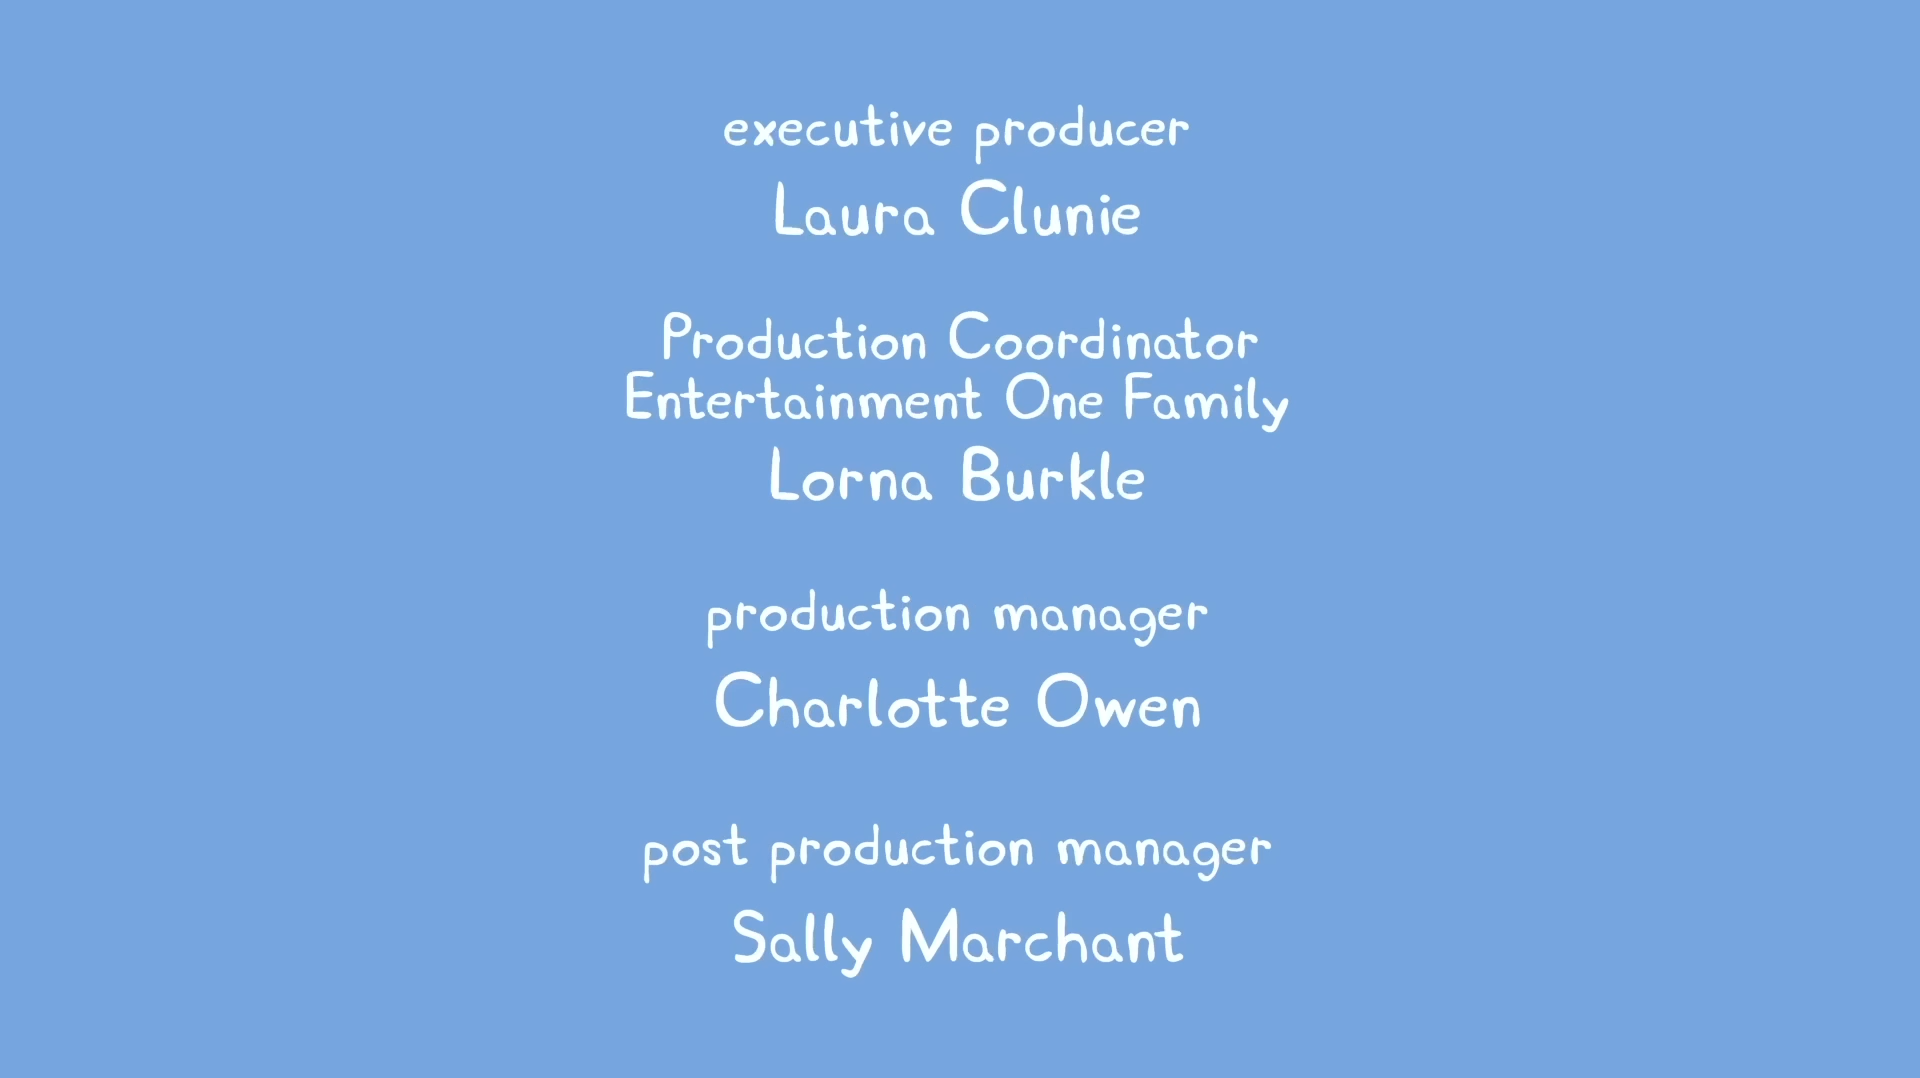 executive producer
Laura Clunie
Production Coordinator
Entertainment One Family
Lorna Burkle
production manager
Charlotte Owen
post production manager
Sally Marchant